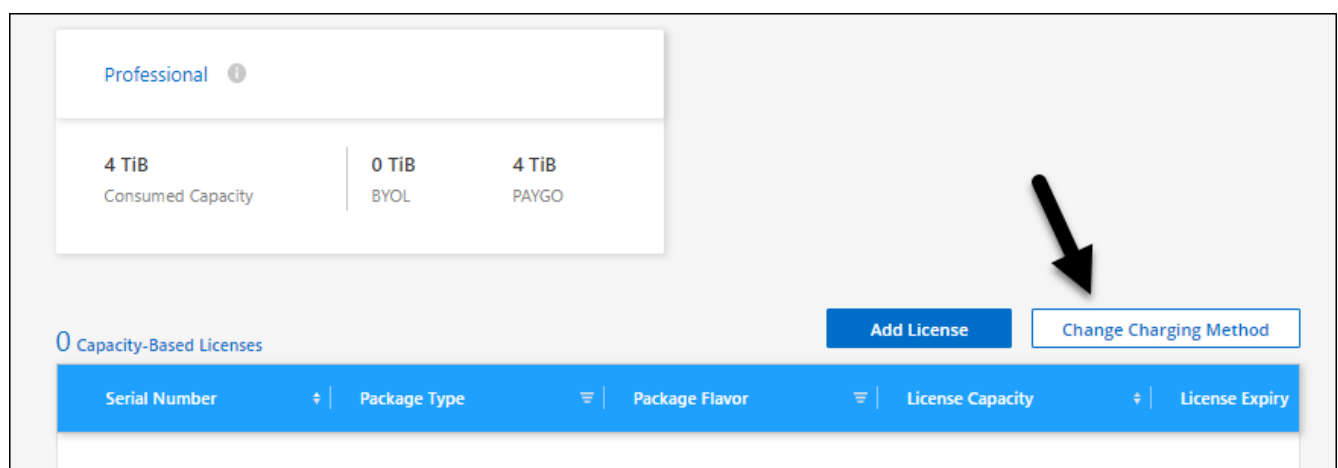 Professional
4 TiB 0 TiB 4 TiB
Consumed Capacity BYOL PAYGO
Add License Change Charging Method
0 Capacity-Based Licenses
Serial Number Package Type Package Flavor License Capacity License Expiry